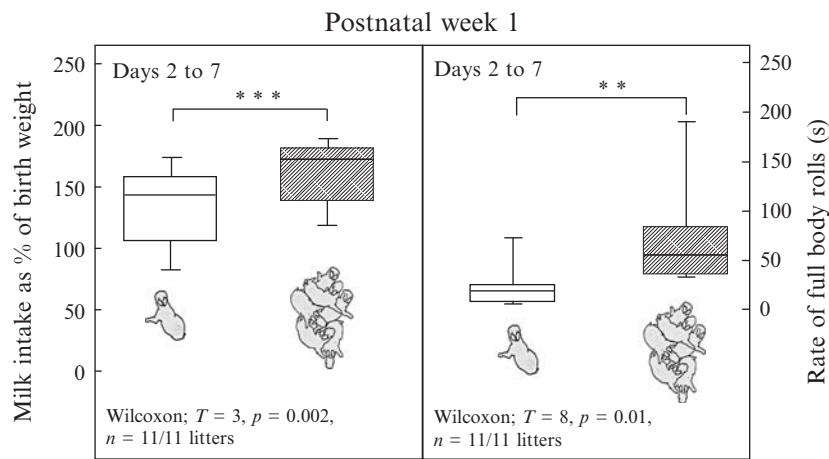 Postnatal week 1
Milk intake as % of birth weight
250
200
150
100
50
0
Days 2 to 7
* * *
Wilcoxon; T = 3, p = 0.002,
n = 11/11 litters
Days 2 to 7
* *
Wilcoxon; T = 8, p = 0.01,
n = 11/11 litters
250
200
150
100
50
0
Rate of full body rolls (s)